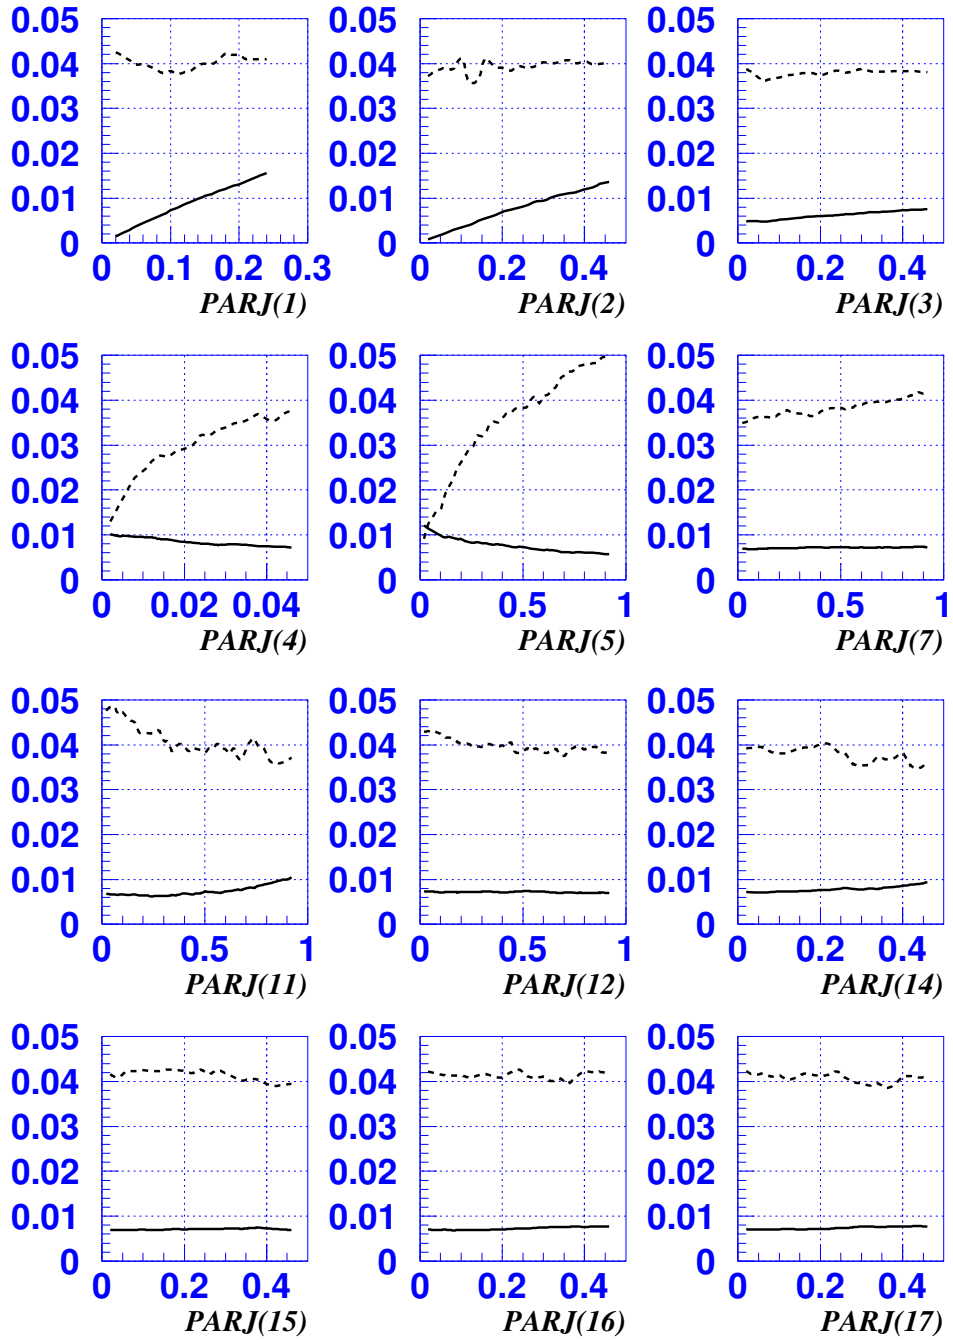 0.05 0.05 0.05
0.04 0.04 0.04
0.03 0.03 0.03
0.02 0.02 0.02
0.01 0.01 0.01
0 0 0
0 0.1 0.2 0.3 0 0.2 0.4 0 0.2 0.4
PARJ(1) PARJ(2) PARJ(3)
0.05 0.05 0.05
0.04 0.04 0.04
0.03 0.03 0.03
0.02 0.02 0.02
0.01 0.01 0.01
0 0 0
0 0.02 0.04 0 0.5 1 0 0.5 1
PARJ(4) PARJ(5) PARJ(7)
0.05 0.05 0.05
0.04 0.04 0.04
0.03 0.03 0.03
0.02 0.02 0.02
0.01 0.01 0.01
0 0 0
0 0.5 1 0 0.5 1 0 0.2 0.4
PARJ(11) PARJ(12) PARJ(14)
0.05 0.05 0.05
0.04 0.04 0.04
0.03 0.03 0.03
0.02 0.02 0.02
0.01 0.01 0.01
0 0 0
0 0.2 0.4 0 0.2 0.4 0 0.2 0.4
PARJ(15) PARJ(16) PARJ(17)